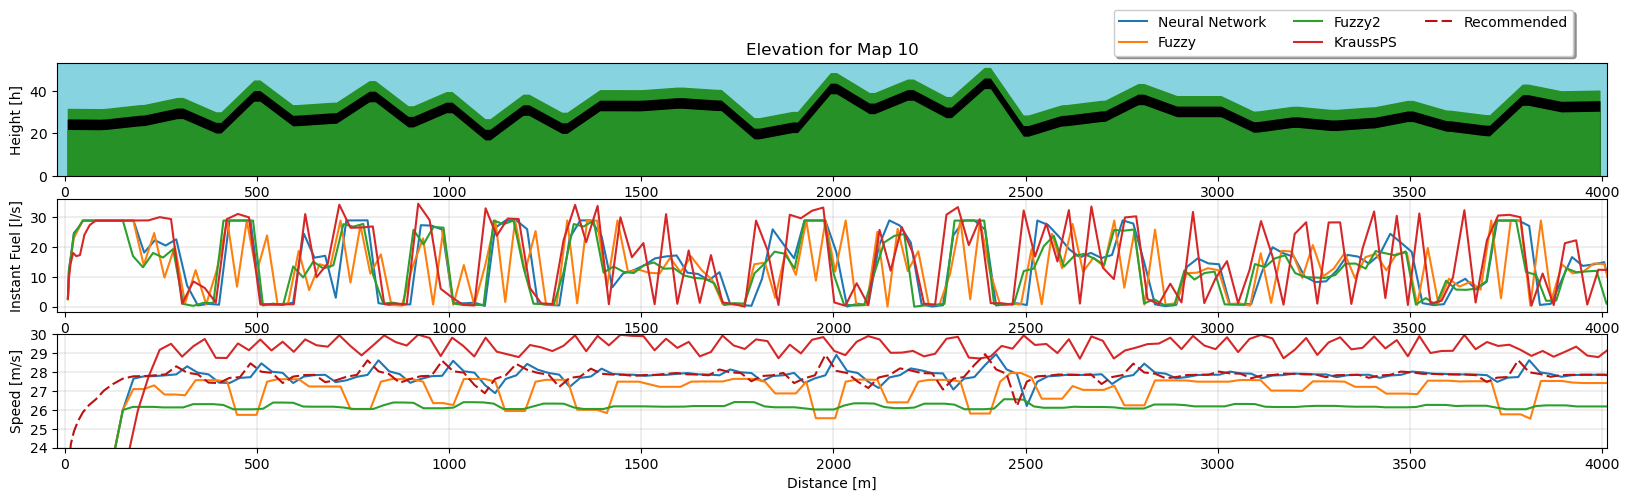 Neural Network
Fuzzy
Fuzzy2
KraussPS
Recommended
Elevation for Map 10
Height [h]
40
20
0
0 500 1000 1500 2000 2500 3000 3500 4000
Instant Fuel [l/s]
30
20
10
0
0 500 1000 1500 2000 2500 3000 3500 4000
Speed [m/s]
30
29
28
27
26
25
24
0 500 1000 1500 2000 2500 3000 3500 4000
Distance [m]